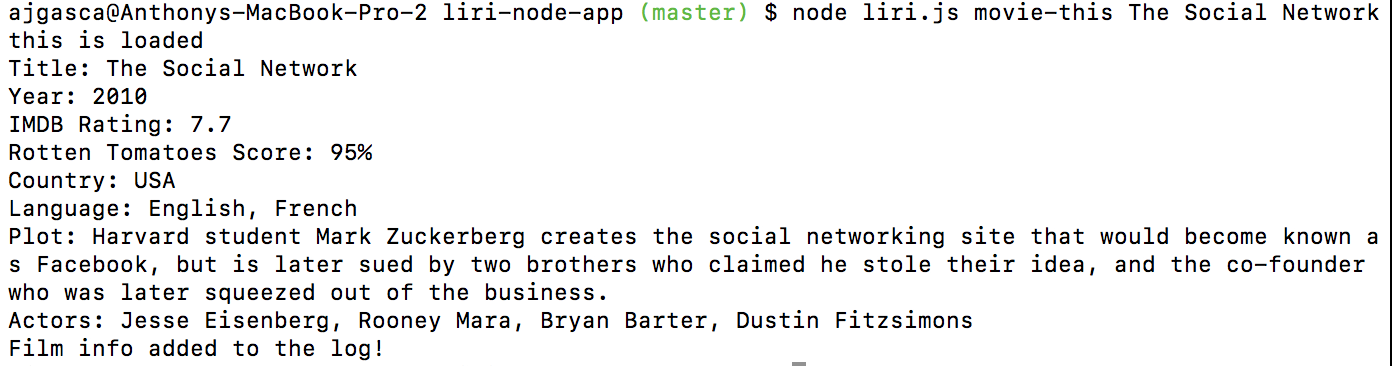 ajgasca@Anthonys-MacBook-Pro-2 liri-node-app (master) $ node liri.js movie-this The Social Network
this is loaded
Title: The Social Network
Year: 2010
IMDB Rating: 7.7
Rotten Tomatoes Score: 95%
Country: USA
Language: English, French
Plot: Harvard student Mark Zuckerberg creates the social networking site that would become known a
s Facebook, but is later sued by two brothers who claimed he stole their idea, and the co-founder
who was later squeezed out of the business.
Actors: Jesse Eisenberg, Rooney Mara, Bryan Barter, Dustin Fitzsimons
Film info added to the log!